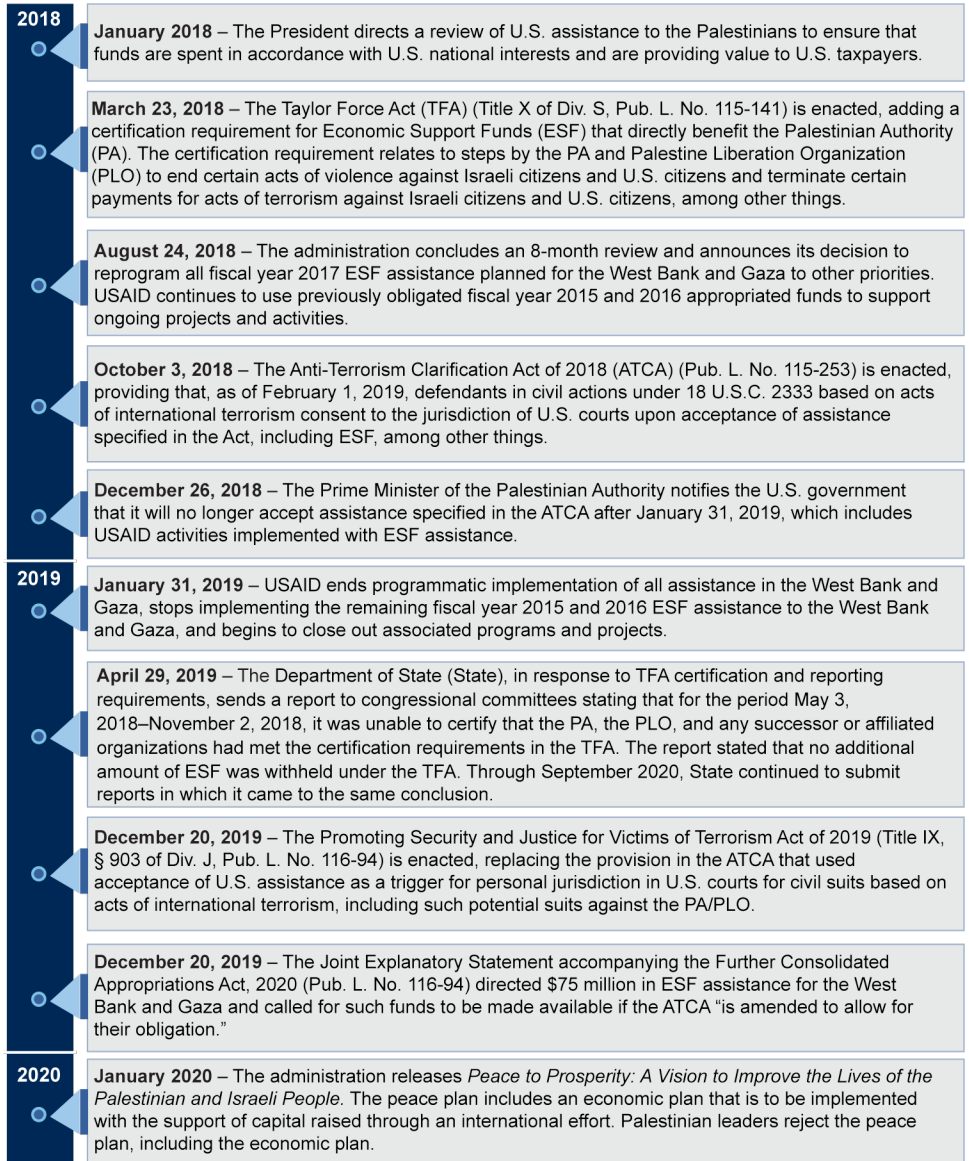 2018
January 2018 – The President directs a review of U.S. assistance to the Palestinians to ensure that
funds are spent in accordance with U.S. national interests and are providing value to U.S. taxpayers.
March 23, 2018 – The Taylor Force Act (TFA) (Title X of Div. S, Pub. L. No. 115-141) is enacted, adding a
certification requirement for Economic Support Funds (ESF) that directly benefit the Palestinian Authority
(PA). The certification requirement relates to steps by the PA and Palestine Liberation Organization
(PLO) to end certain acts of violence against Israeli citizens and U.S. citizens and terminate certain
payments for acts of terrorism against Israeli citizens and U.S. citizens, among other things.
August 24, 2018 – The administration concludes an 8-month review and announces its decision to
reprogram all fiscal year 2017 ESF assistance planned for the West Bank and Gaza to other priorities.
USAID continues to use previously obligated fiscal year 2015 and 2016 appropriated funds to support
ongoing projects and activities.
October 3, 2018 – The Anti-Terrorism Clarification Act of 2018 (ATCA) (Pub. L. No. 115-253) is enacted,
providing that, as of February 1, 2019, defendants in civil actions under 18 U.S.C. 2333 based on acts
of international terrorism consent to the jurisdiction of U.S. courts upon acceptance of assistance
specified in the Act, including ESF, among other things.
December 26, 2018 – The Prime Minister of the Palestinian Authority notifies the U.S. government
that it will no longer accept assistance specified in the ATCA after January 31, 2019, which includes
USAID activities implemented with ESF assistance.
2019
January 31, 2019 – USAID ends programmatic implementation of all assistance in the West Bank and
Gaza, stops implementing the remaining fiscal year 2015 and 2016 ESF assistance to the West Bank
and Gaza, and begins to close out associated programs and projects.
April 29, 2019 – The Department of State (State), in response to TFA certification and reporting
requirements, sends a report to congressional committees stating that for the period May 3,
2018–November 2, 2018, it was unable to certify that the PA, the PLO, and any successor or affiliated
organizations had met the certification requirements in the TFA. The report stated that no additional
amount of ESF was withheld under the TFA. Through September 2020, State continued to submit
reports in which it came to the same conclusion.
December 20, 2019 – The Promoting Security and Justice for Victims of Terrorism Act of 2019 (Title IX,
§ 903 of Div. J, Pub. L. No. 116-94) is enacted, replacing the provision in the ATCA that used
acceptance of U.S. assistance as a trigger for personal jurisdiction in U.S. courts for civil suits based on
acts of international terrorism, including such potential suits against the PA/PLO.
December 20, 2019 – The Joint Explanatory Statement accompanying the Further Consolidated
Appropriations Act, 2020 (Pub. L. No. 116-94) directed $75 million in ESF assistance for the West
Bank and Gaza and called for such funds to be made available if the ATCA “is amended to allow for
their obligation.”
2020
January 2020 – The administration releases Peace to Prosperity: A Vision to Improve the Lives of the
Palestinian and Israeli People. The peace plan includes an economic plan that is to be implemented
with the support of capital raised through an international effort. Palestinian leaders reject the peace
plan, including the economic plan.